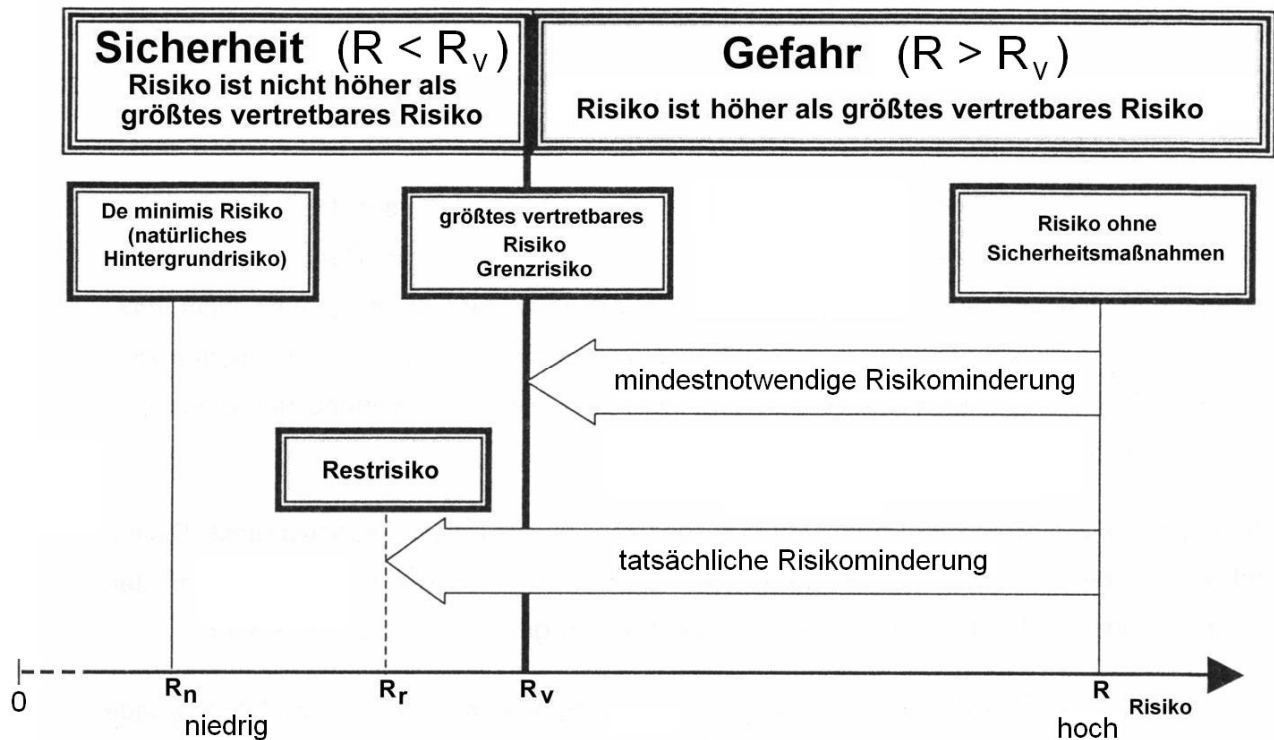 Sicherheit (R < Rv)
Risiko ist nicht höher als
größtes vertretbares Risiko
Gefahr (R > Rv)
Risiko ist höher als größtes vertretbares Risiko
De minimis Risiko
(natürliches
Hintergrundrisiko)
größtes vertretbares
Risiko
Grenzrisiko
Risiko ohne
Sicherheitsmaßnahmen
mindestnotwendige Risikominderung
Restrisiko
tatsächliche Risikominderung
0
Rn
Rr
Rv
R
Risiko
niedrig
hoch